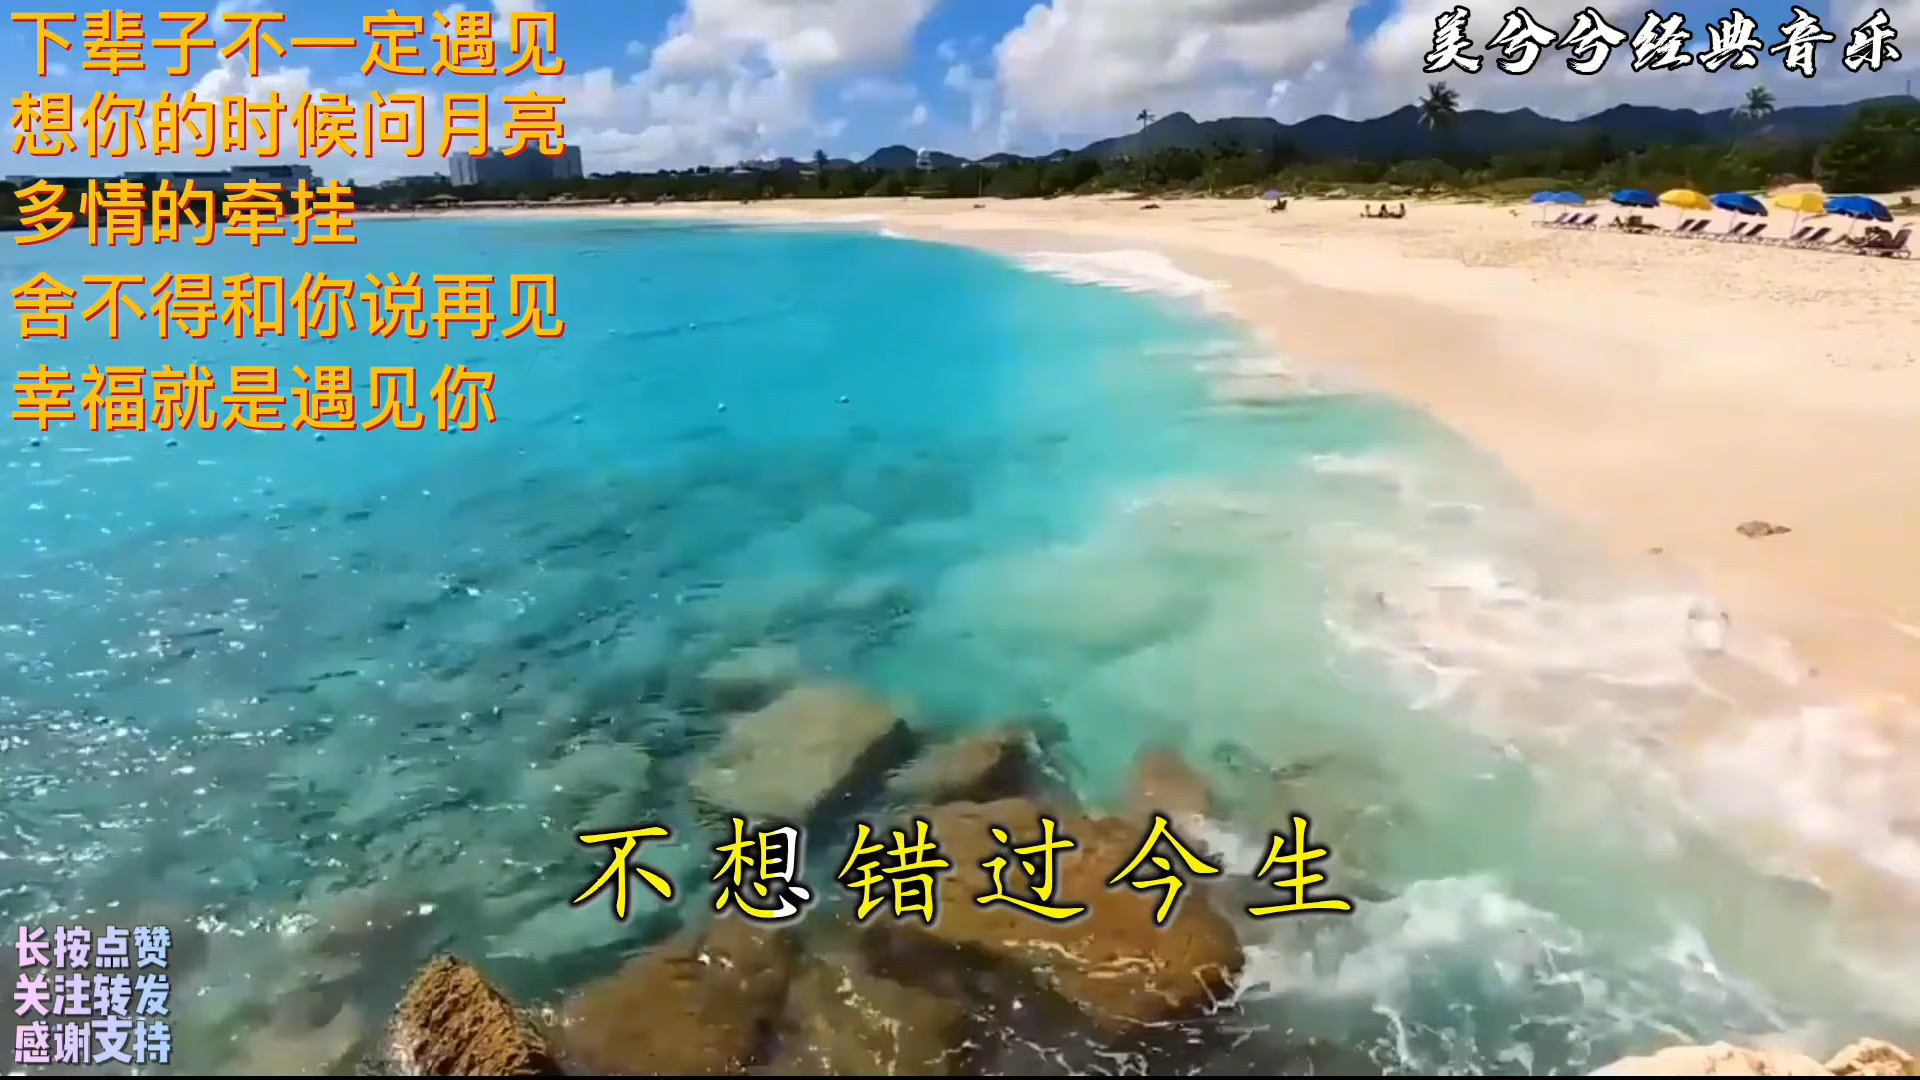 下辈子不一定遇见
想你的时候问月亮
多情的牵挂
舍不得和你说再见
幸福就是遇见你
美兮兮经典音乐
不想错过今生
长按点赞
关注转发
感谢支持